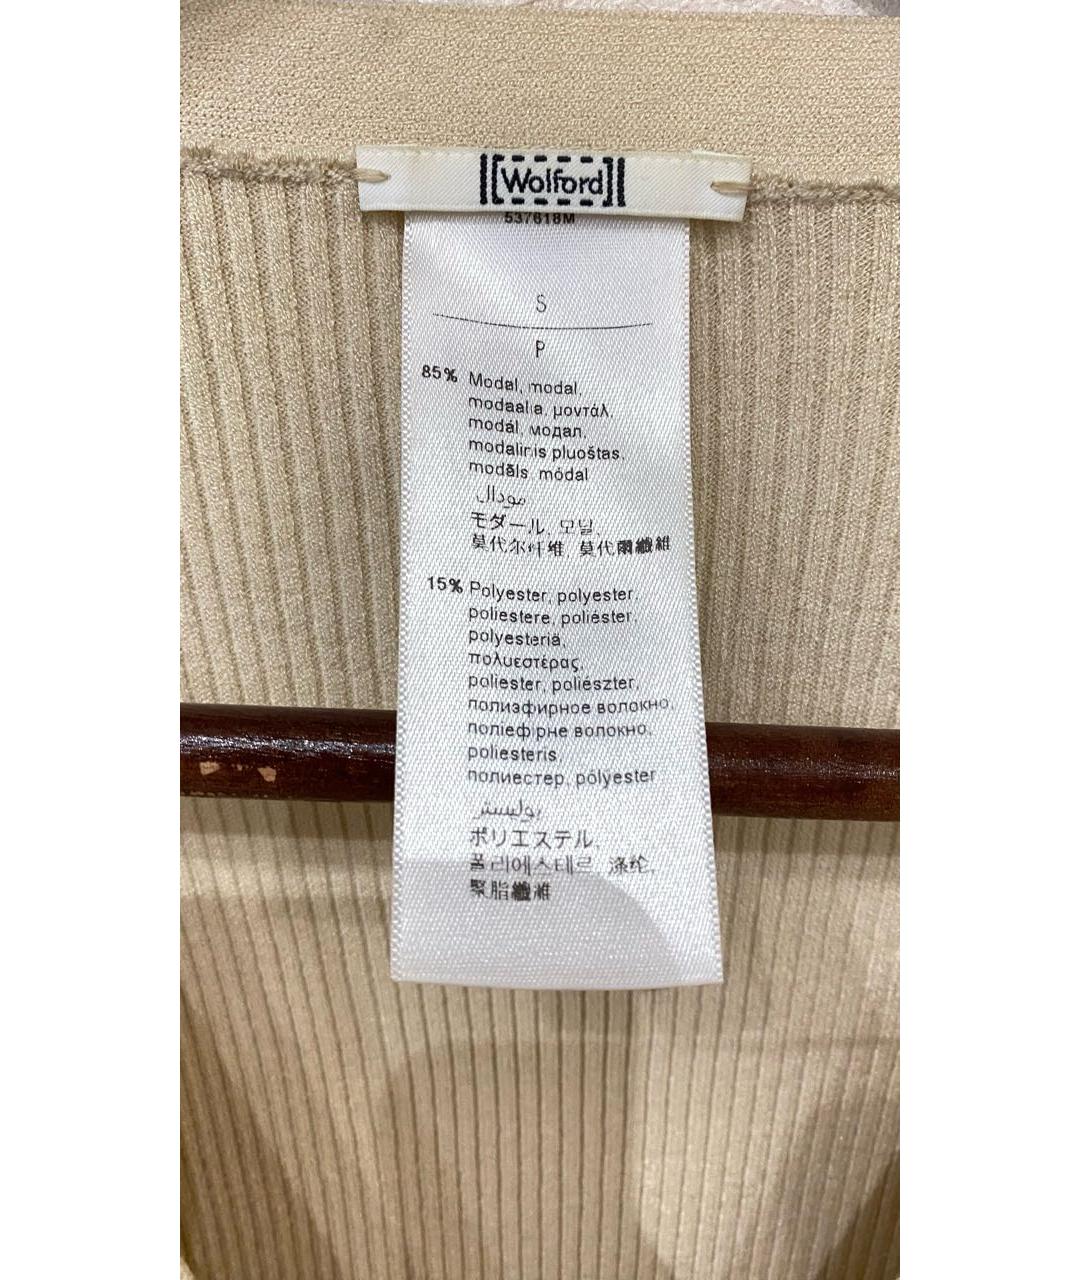 Wolford
537618M
S
P
85% Modal, modal,
modaalia, μοντάλ,
modál, модал,
modalinis pluoštas,
modāls, módal
مودال
モダール, 모달,
莫代尔纤维, 莫代爾纖維
15% Polyester, polyester,
poliestere, poliéster,
polyesteriä,
πολυεστέρας,
poliester, poliészter,
полиэфирное волокно,
поліефірне волокно,
poliesteris,
полиестер, pólýester
بوليستر
ポリエステル,
폴리에스테르, 涤纶,
聚脂纖維